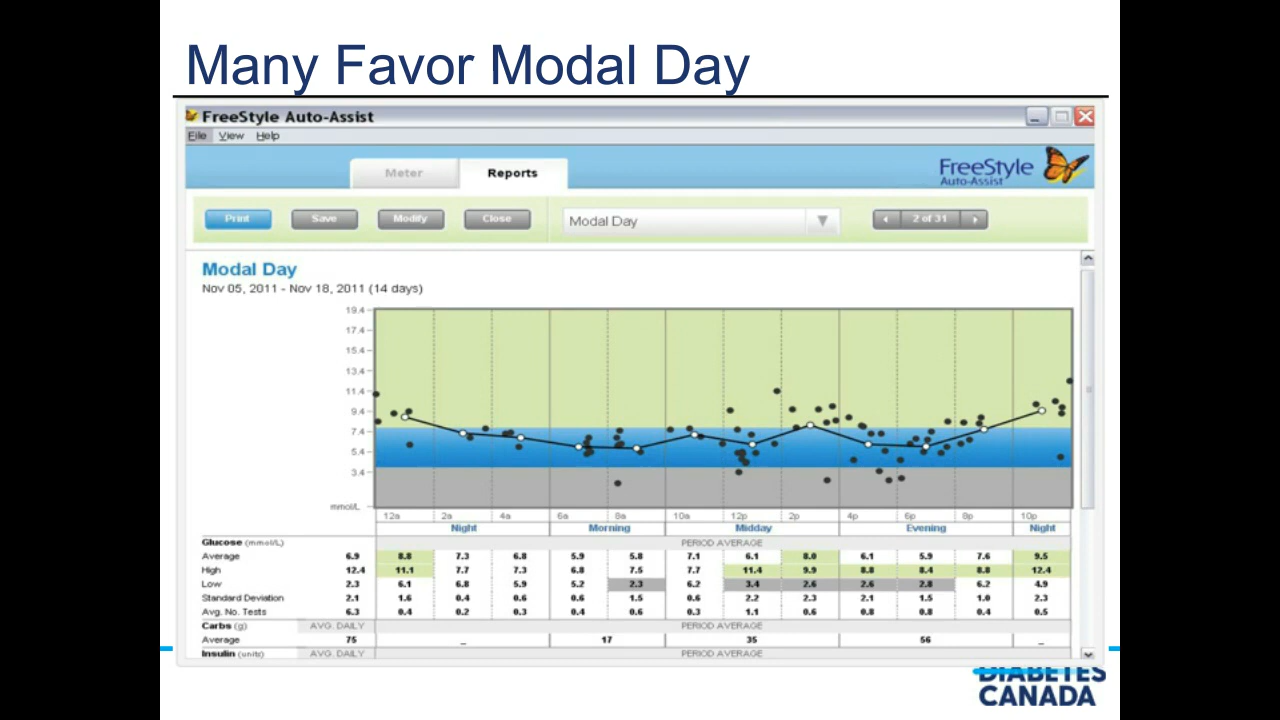 Many Favor Modal Day
FreeStyle Auto-Assist
File View Help
Meter Reports
FreeStyle
Auto-Assist
Print Save Modify Close Modal Day 2 of 31
Modal Day
Nov 05, 2011 - Nov 18, 2011 (14 days)
19.4
17.4
15.4
13.4
11.4
9.4
7.4
5.4
3.4
mmol/L
12a 2a 4a 6a 8a 10a 12p 2p 4p 6p 8p 10p
Night Morning Midday Evening Night
Glucose (mmol/L) PERIOD AVERAGE
Average 6.9 8.8 7.3 6.8 5.9 5.8 7.1 6.1 8.0 6.1 5.9 7.6 9.5
High 12.4 11.1 7.7 7.3 6.8 7.5 7.7 11.4 9.9 8.8 8.4 8.8 12.4
Low 2.3 6.1 6.8 5.9 5.2 2.3 6.2 3.4 2.6 2.6 2.8 6.2 4.9
Standard Deviation 2.1 1.6 0.4 0.6 0.6 1.5 0.6 2.2 2.3 2.1 1.5 1.0 2.3
Avg. No. Tests 6.3 0.4 0.2 0.3 0.4 0.6 0.3 1.1 0.6 0.8 0.8 0.4 0.5
Carbs (g) AVG. DAILY PERIOD AVERAGE
Average 75 _ 17 35 56 _
Insulin (units) AVG. DAILY PERIOD AVERAGE
DIABETES
CANADA